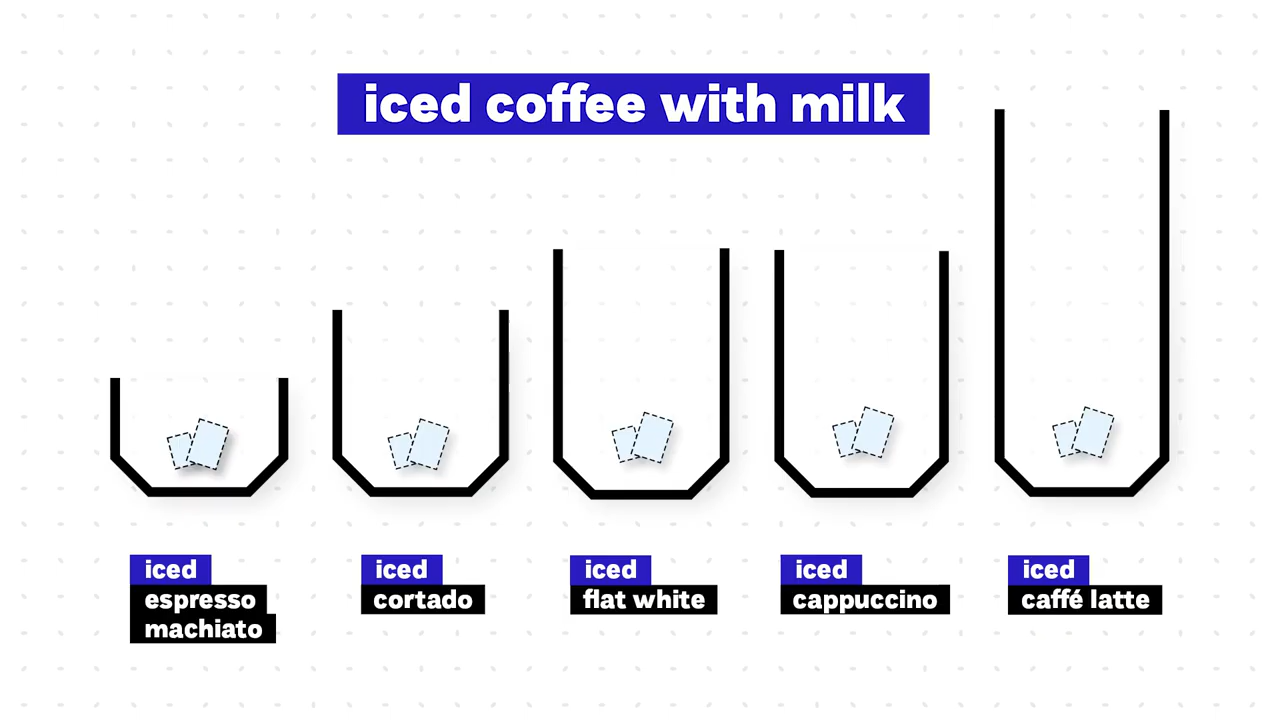 iced coffee with milk
iced
espresso
machiato
iced
cortado
iced
flat white
iced
cappuccino
iced
caffé latte